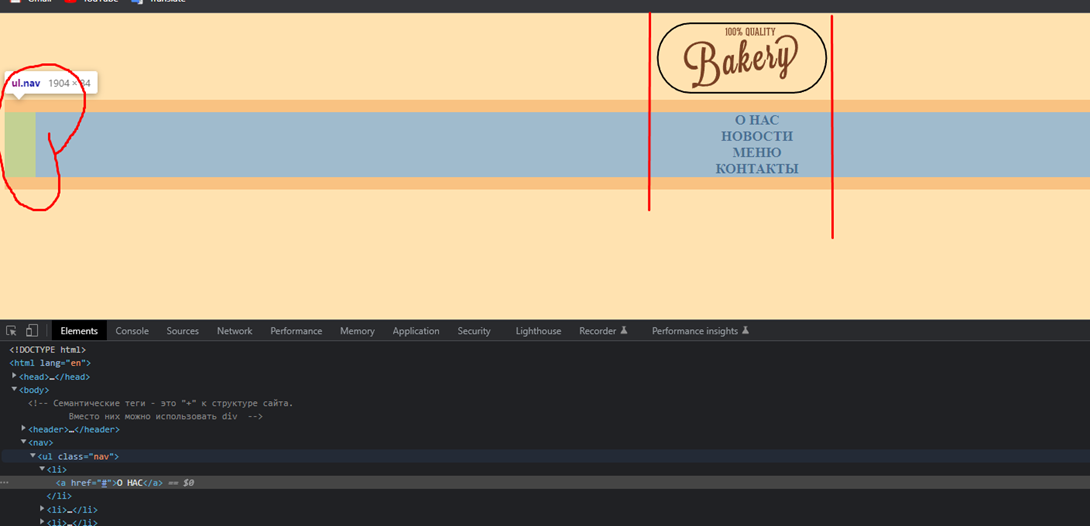 Gmail YouTube Translate
100% QUALITY
Bakery
ul.nav 1904 × 84
О НАС
НОВОСТИ
МЕНЮ
КОНТАКТЫ
Elements Console Sources Network Performance Memory Application Security Lighthouse Recorder Performance insights
<!DOCTYPE html>
<html lang="en">
<head>…</head>
<body>
<!-- Семантические теги - это "+" к структуре сайта.
Вместо них можно использовать div -->
<header>…</header>
<nav>
<ul class="nav">
<li>
… <a href="#">О НАС</a> == $0
</li>
<li>…</li>
<li>…</li>